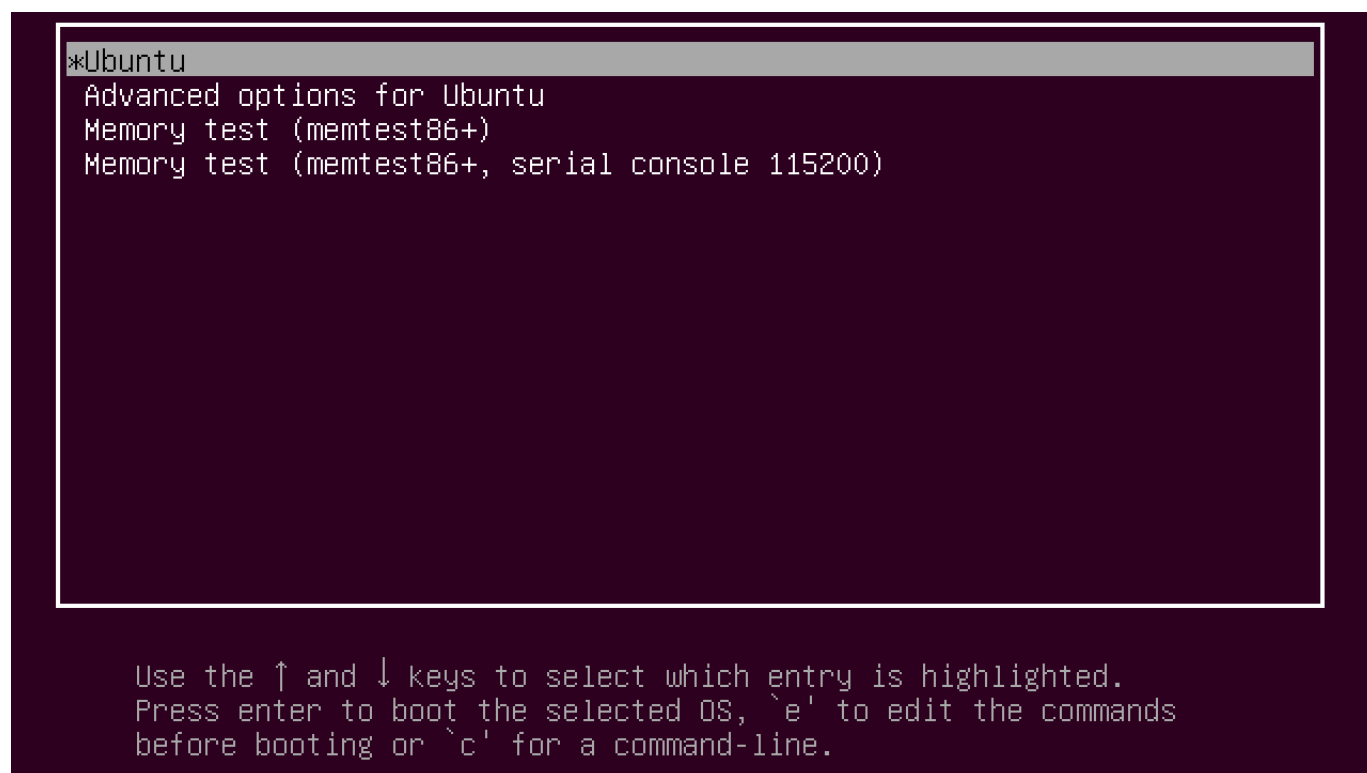 *Ubuntu
Advanced options for Ubuntu
Memory test (memtest86+)
Memory test (memtest86+, serial console 115200)
Use the ↑ and ↓ keys to select which entry is highlighted.
Press enter to boot the selected OS, `e' to edit the commands
before booting or `c' for a command-line.